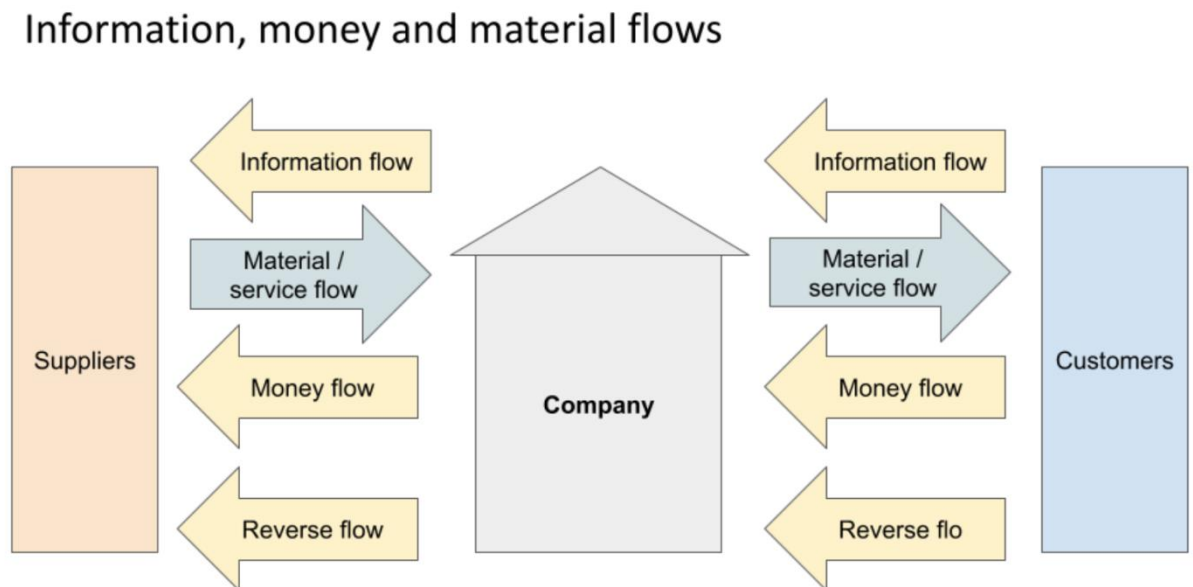 Information, money and material flows
Information flow
Information flow
Material /
service flow
Material /
service flow
Suppliers
Customers
Money flow
Money flow
Company
Reverse flow
Reverse flo